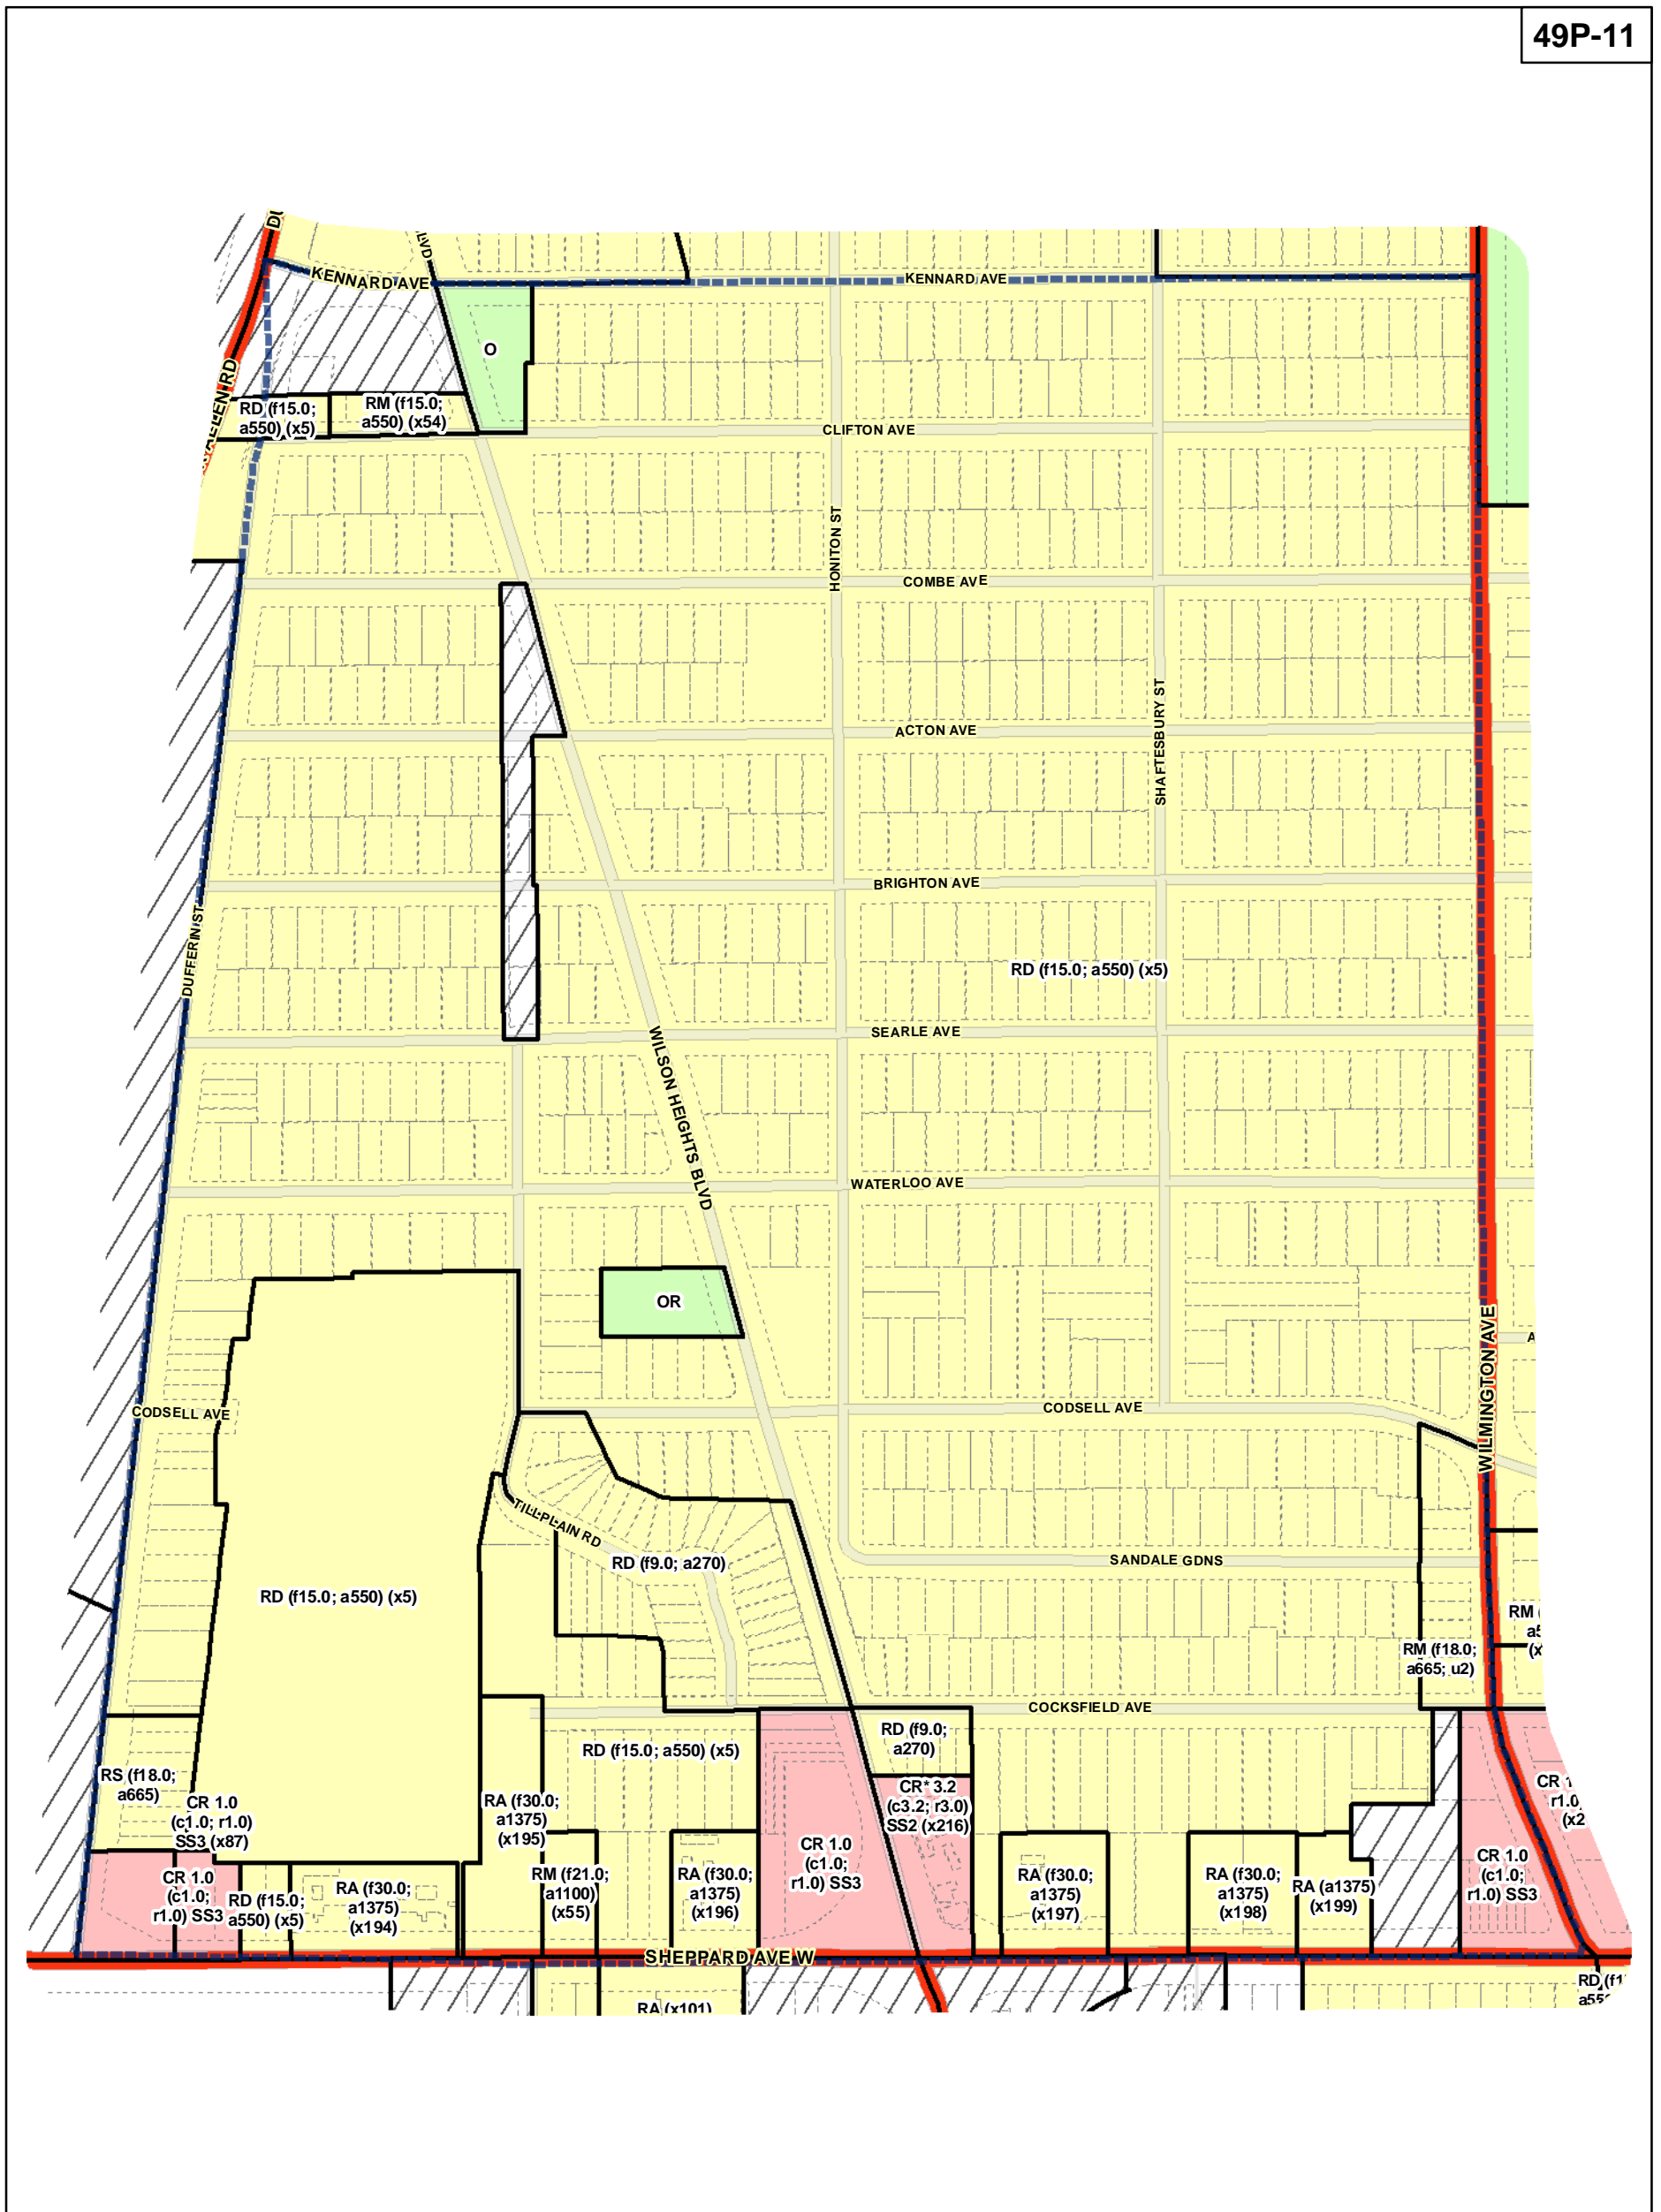 49P-11
KENNARD AVE
KENNARD AVE
O
ALLEN RD
RD (f15.0;
a550) (x5)
RM (f15.0;
a550) (x54)
CLIFTON AVE
HONITON ST
COMBE AVE
SHAFTESBURY ST
ACTON AVE
BRIGHTON AVE
DUFFERIN ST
RD (f15.0; a550) (x5)
SEARLE AVE
WILSON HEIGHTS BLVD
WATERLOO AVE
OR
WILMINGTON AVE
CODSELL AVE
CODSELL AVE
TILLPLAIN RD
RD (f9.0; a270)
SANDALE GDNS
RD (f15.0; a550) (x5)
RM (f18.0;
a665; u2)
COCKSFIELD AVE
RD (f9.0;
a270)
RD (f15.0; a550) (x5)
RS (f18.0;
a665)
CR 1.0
(c1.0; r1.0)
SS3 (x87)
RA (f30.0;
a1375)
(x195)
CR* 3.2
(c3.2; r3.0)
SS2 (x216)
CR 1.0
(c1.0;
r1.0) SS3
CR 1.0
(c1.0;
r1.0) SS3
RD (f15.0;
a550) (x5)
RA (f30.0;
a1375)
(x194)
RM (f21.0;
a1100)
(x55)
RA (f30.0;
a1375)
(x196)
RA (f30.0;
a1375)
(x197)
RA (f30.0;
a1375)
(x198)
RA (a1375)
(x199)
CR 1.0
(c1.0;
r1.0) SS3
SHEPPARD AVE W
RA (x101)